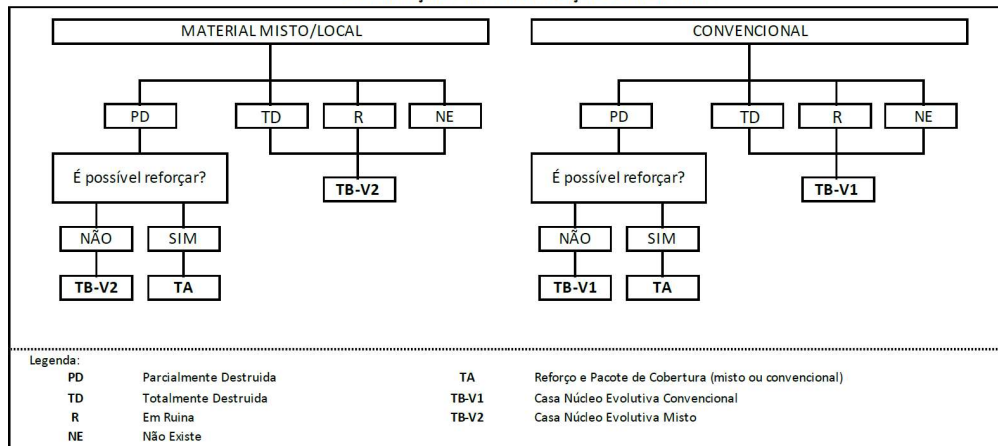 MATERIAL MISTO/LOCAL
PD
TD
R
NE
É possível reforçar?
TB-V2
NÃO
SIM
TB-V2
TA
CONVENCIONAL
PD
TD
R
NE
É possível reforçar?
TB-V1
NÃO
SIM
TB-V1
TA
Legenda:
PD Parcialmente Destruida
TD Totalmente Destruida
R Em Ruina
NE Não Existe
TA Reforço e Pacote de Cobertura (misto ou convencional)
TB-V1 Casa Núcleo Evolutiva Convencional
TB-V2 Casa Núcleo Evolutiva Misto